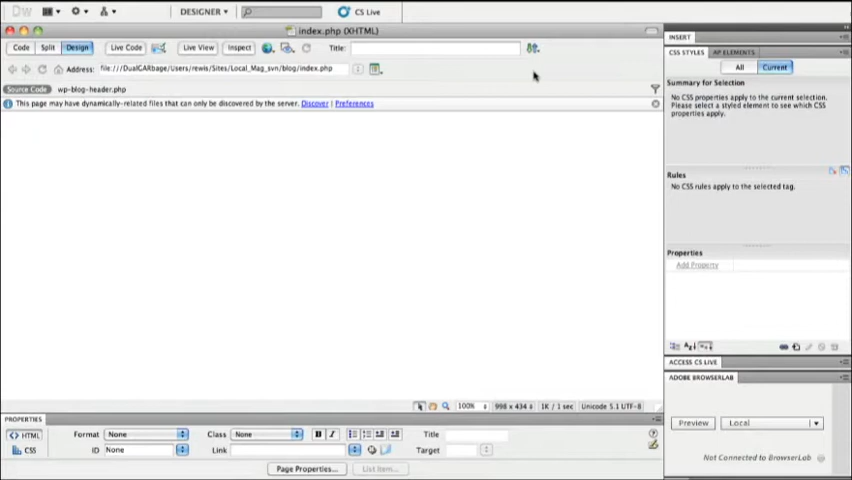 Dw DESIGNER CS Live
index.php (XHTML)
Code Split Design Live Code Live View Inspect Title:
Address: file:///DualCARbage/Users/rewis/Sites/Local_Mag_svn/blog/index.php
Source Code wp-blog-header.php
This page may have dynamically-related files that can only be discovered by the server. Discover | Preferences
100% 998 x 434 1K / 1 sec Unicode 5.1 UTF-8
PROPERTIES
HTML Format None Class None B I Title
CSS ID None Link Target
Page Properties... List Item...
INSERT
CSS STYLES AP ELEMENTS
All Current
Summary for Selection
No CSS properties apply to the current selection.
Please select a styled element to see which CSS
properties apply.
Rules
No CSS rules apply to the selected tag.
Properties
Add Property
ACCESS CS LIVE
ADOBE BROWSERLAB
Preview Local
Not Connected to BrowserLab